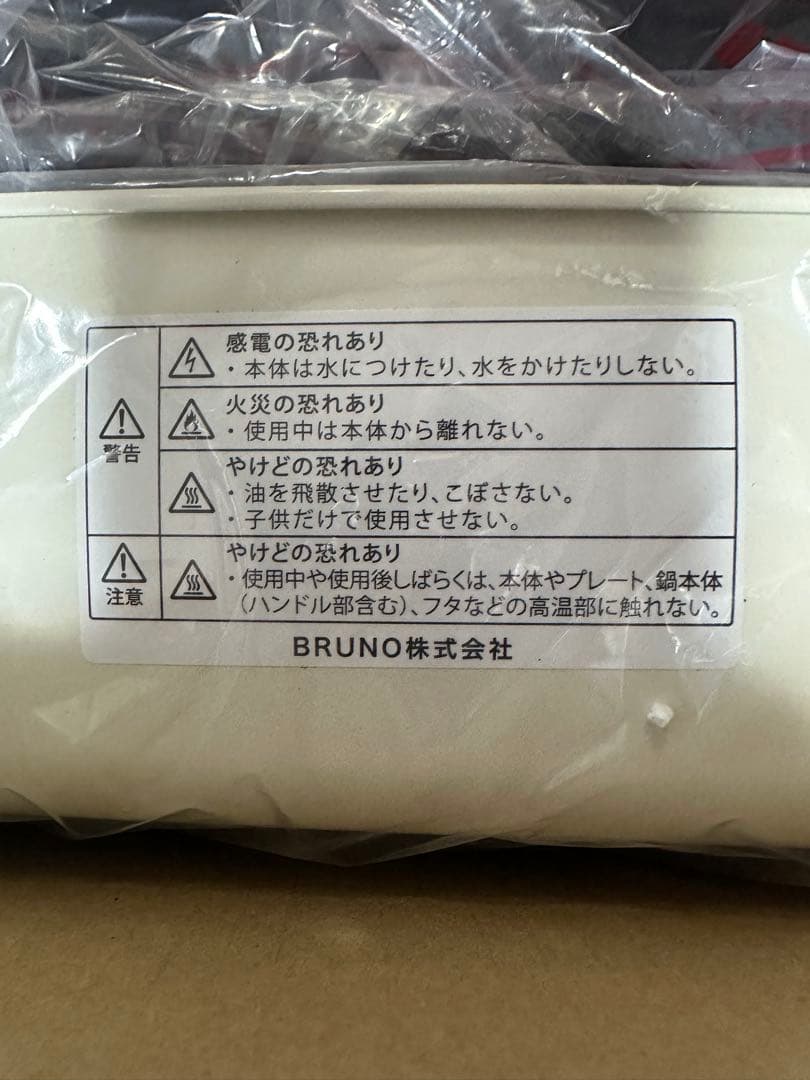 感電の恐れあり
・本体は水につけたり、水をかけたりしない。
火災の恐れあり
・使用中は本体から離れない。
警告
やけどの恐れあり
・油を飛散させたり、こぼさない。
・子供だけで使用させない。
注意
やけどの恐れあり
・使用中や使用後しばらくは、本体やプレート、鍋本体
（ハンドル部含む）、フタなどの高温部に触れない。
BRUNO株式会社